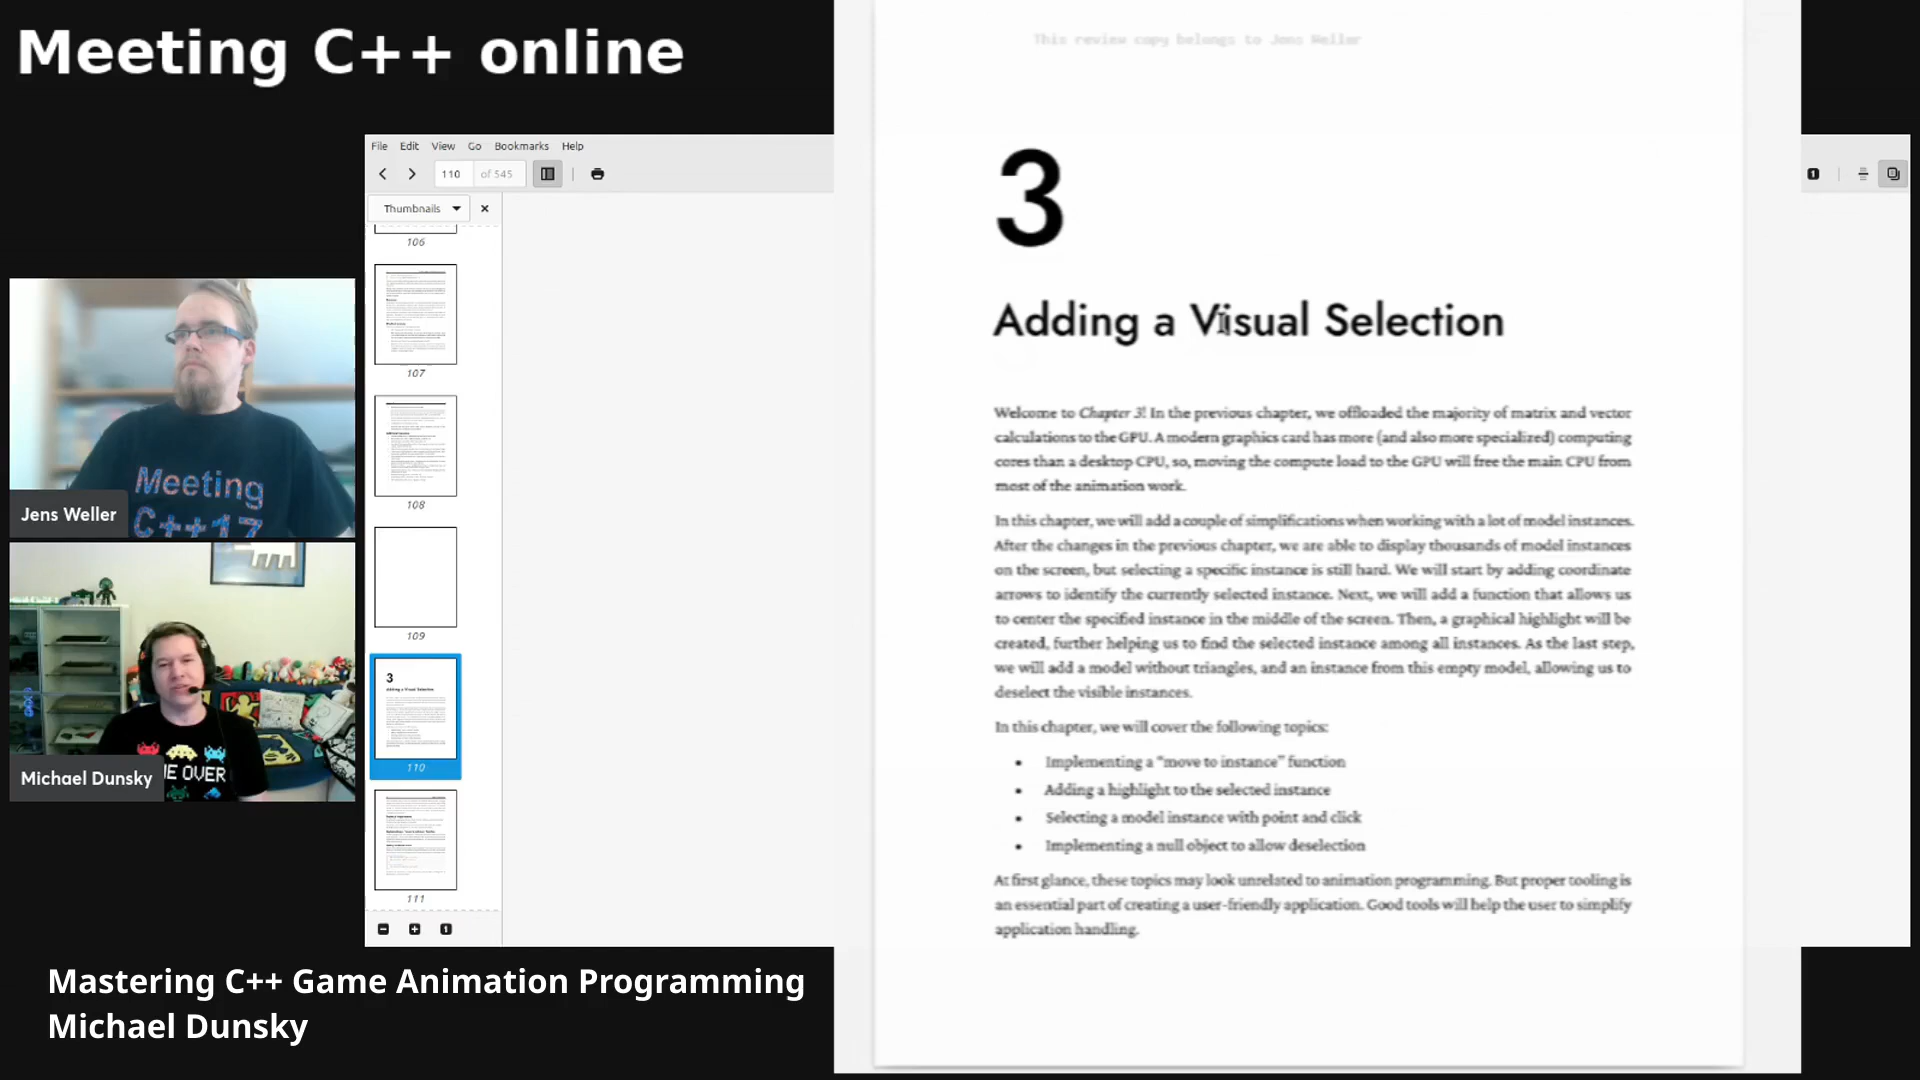 Meeting C++ online
This review copy belongs to Jens Weller
File Edit View Go Bookmarks Help
110 of 545
Thumbnails
106
107
108
109
3
Adding a Visual Selection
110
111
3
Adding a Visual Selection
Welcome to Chapter 3! In the previous chapter, we offloaded the majority of matrix and vector
calculations to the GPU. A modern graphics card has more (and also more specialized) computing
cores than a desktop CPU, so, moving the compute load to the GPU will free the main CPU from
most of the animation work.
In this chapter, we will add a couple of simplifications when working with a lot of model instances.
After the changes in the previous chapter, we are able to display thousands of model instances
on the screen, but selecting a specific instance is still hard. We will start by adding coordinate
arrows to identify the currently selected instance. Next, we will add a function that allows us
to center the specified instance in the middle of the screen. Then, a graphical highlight will be
created, further helping us to find the selected instance among all instances. As the last step,
we will add a model without triangles, and an instance from this empty model, allowing us to
deselect the visible instances.
In this chapter, we will cover the following topics:
• Implementing a “move to instance” function
• Adding a highlight to the selected instance
• Selecting a model instance with point and click
• Implementing a null object to allow deselection
At first glance, these topics may look unrelated to animation programming. But proper tooling is
an essential part of creating a user-friendly application. Good tools will help the user to simplify
application handling.
Meeting
C++17
Jens Weller
E OVER
Michael Dunsky
Mastering C++ Game Animation Programming
Michael Dunsky